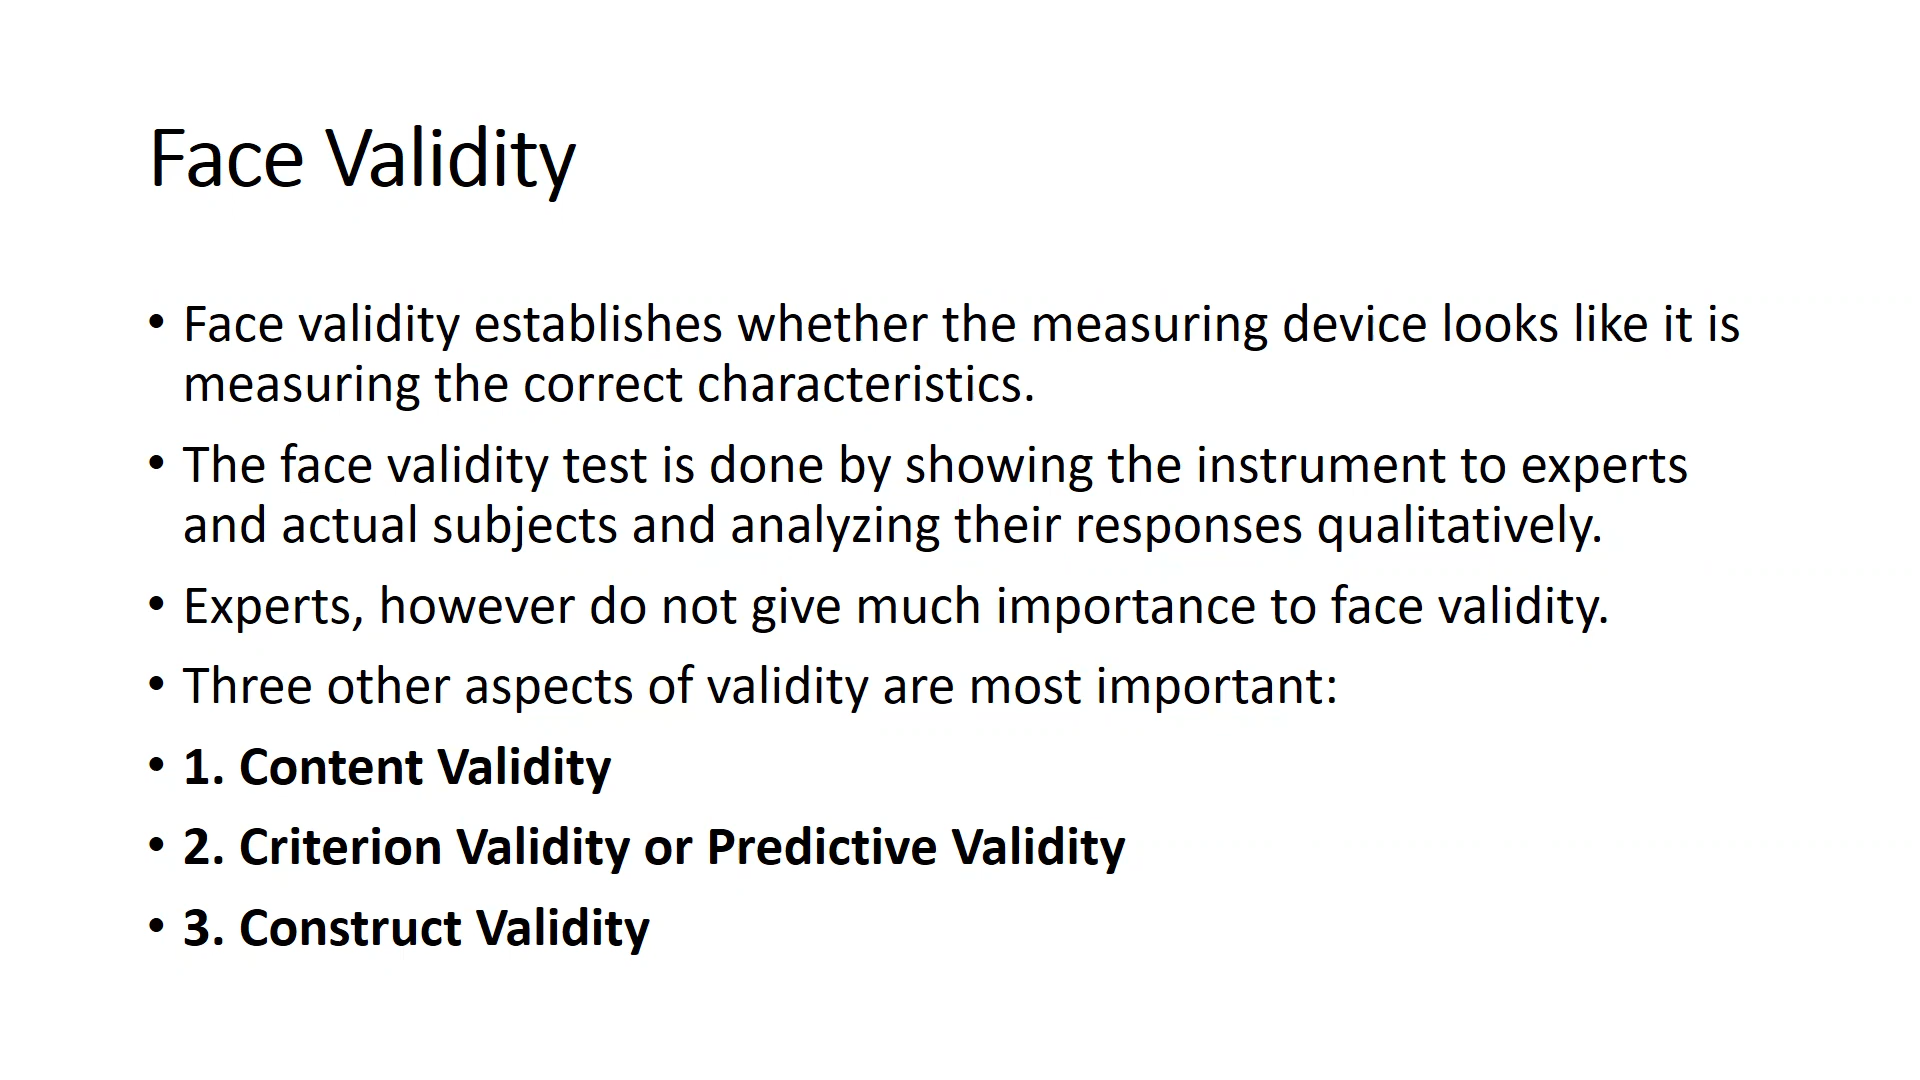 Face Validity
• Face validity establishes whether the measuring device looks like it is
measuring the correct characteristics.
• The face validity test is done by showing the instrument to experts
and actual subjects and analyzing their responses qualitatively.
• Experts, however do not give much importance to face validity.
• Three other aspects of validity are most important:
• 1. Content Validity
• 2. Criterion Validity or Predictive Validity
• 3. Construct Validity